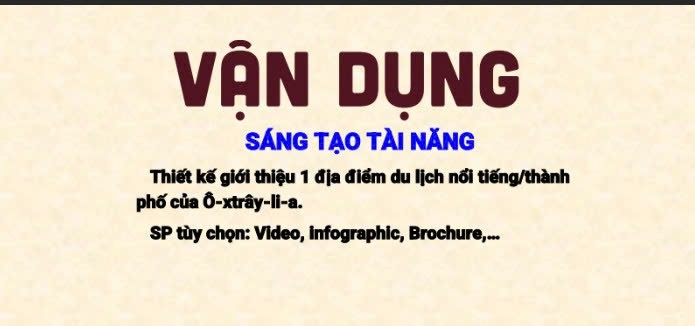 VẬN DỤNG
SÁNG TẠO TÀI NĂNG
Thiết kế giới thiệu 1 địa điểm du lịch nổi tiếng/thành
phố của Ô-xtrây-li-a.
SP tùy chọn: Video, infographic, Brochure,...